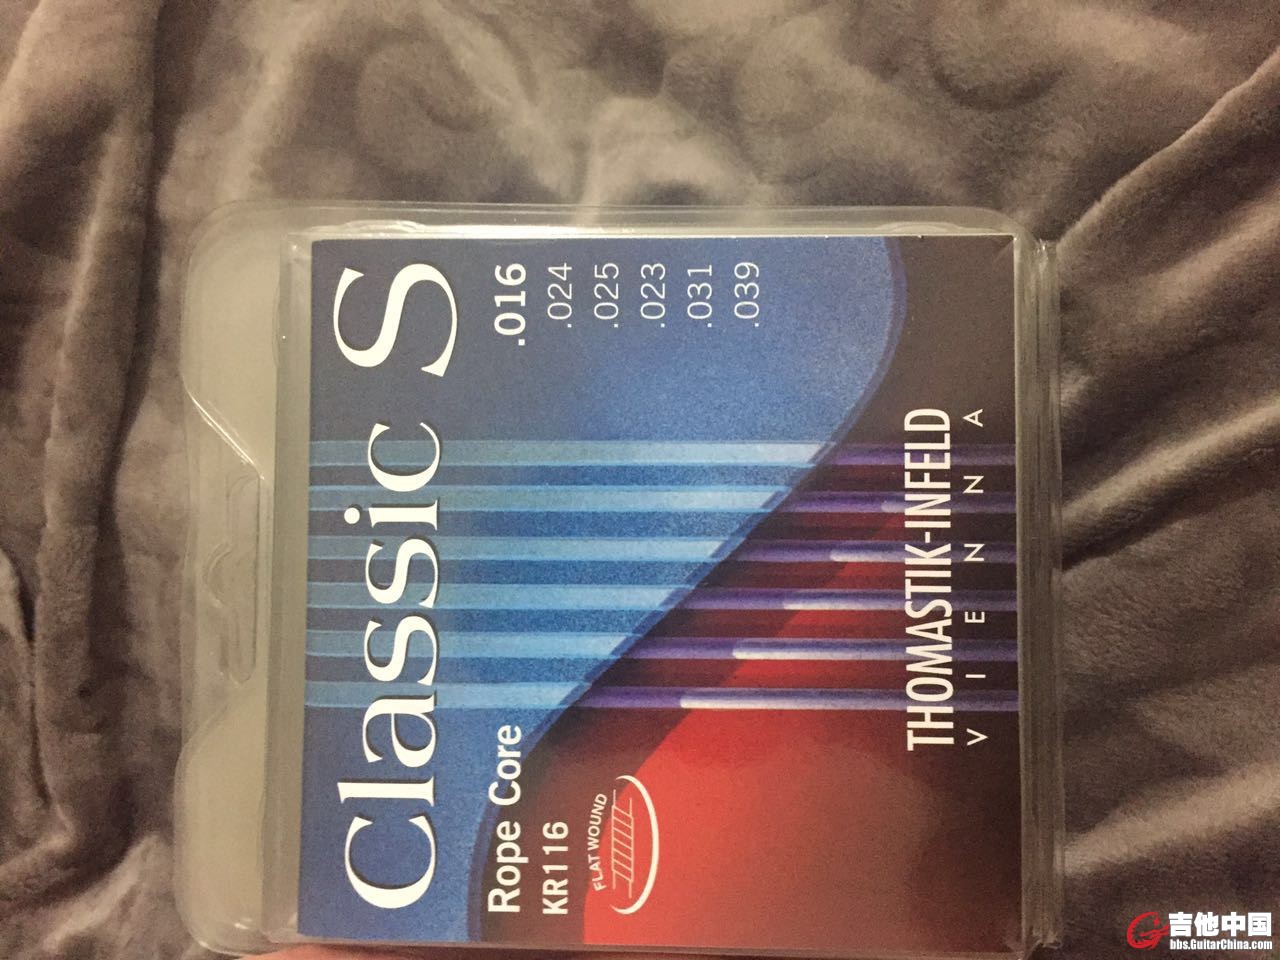 Classic S
Rope Core
KR116
FLAT WOUND
.016
.024
.025
.023
.031
.039
THOMASTIK-INFELD
VIENNA
吉他中国
bbs.GuitarChina.com